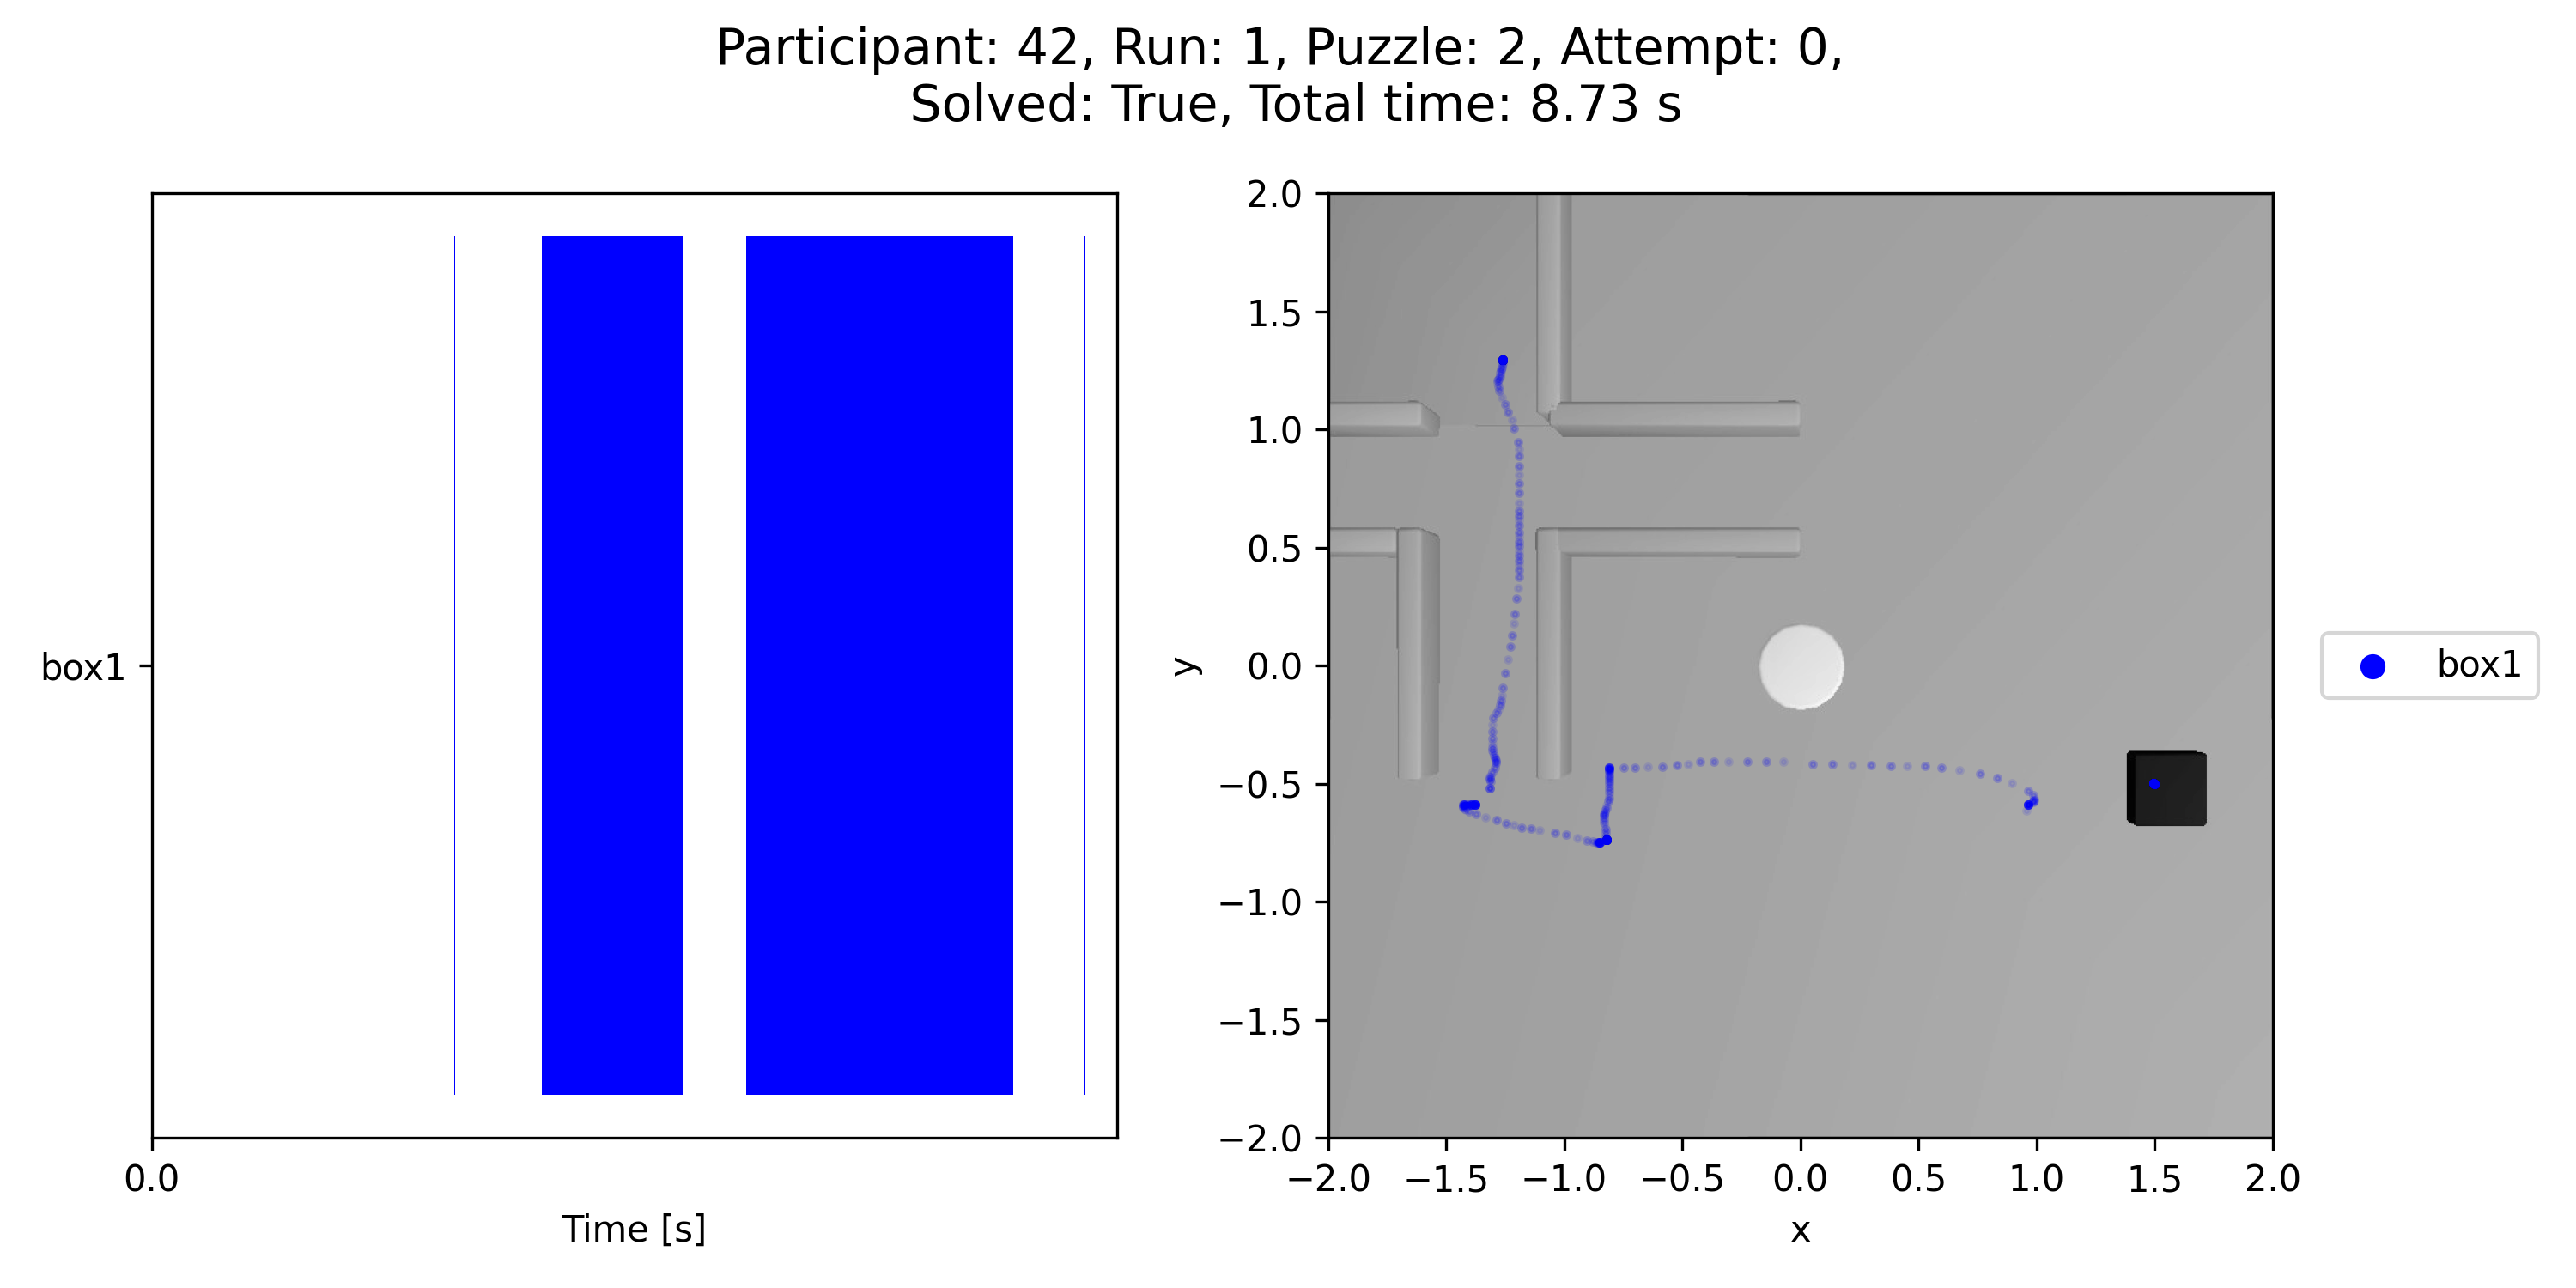 Participant: 42, Run: 1, Puzzle: 2, Attempt: 0,
Solved: True, Total time: 8.73 s
box1
0.0
Time [s]
2.0
1.5
1.0
0.5
0.0
−0.5
−1.0
−1.5
−2.0
y
−2.0 −1.5 −1.0 −0.5 0.0 0.5 1.0 1.5 2.0
x
box1